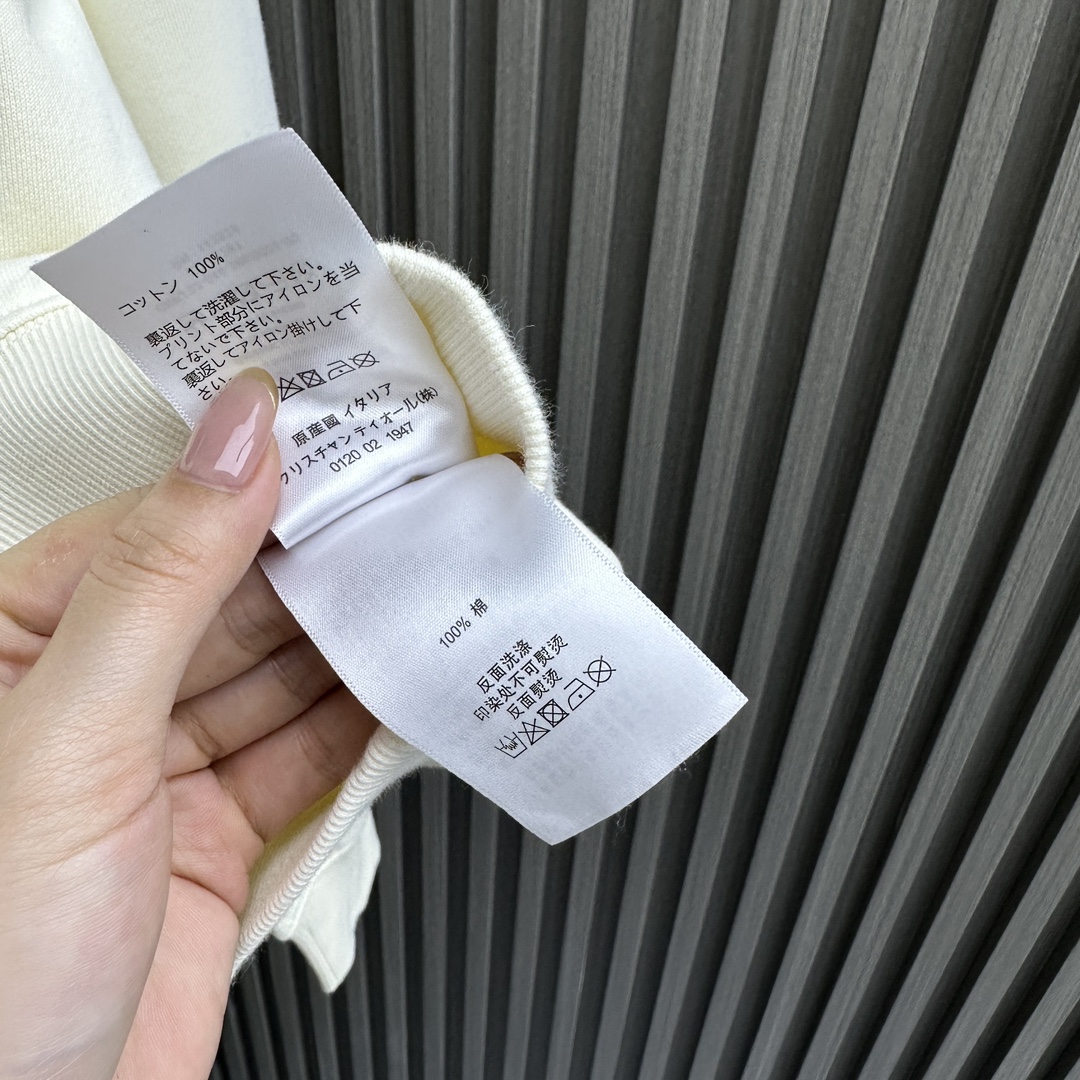 コットン 100%
裏返して洗濯して下さい。
プリント部分にアイロンを当
てないで下さい。
裏返してアイロン掛けして下
さい
原産國 イタリア
クリスチャン ディオール(株)
0120 02 1947
100% 棉
反面洗涤
印染处不可熨烫
反面熨烫